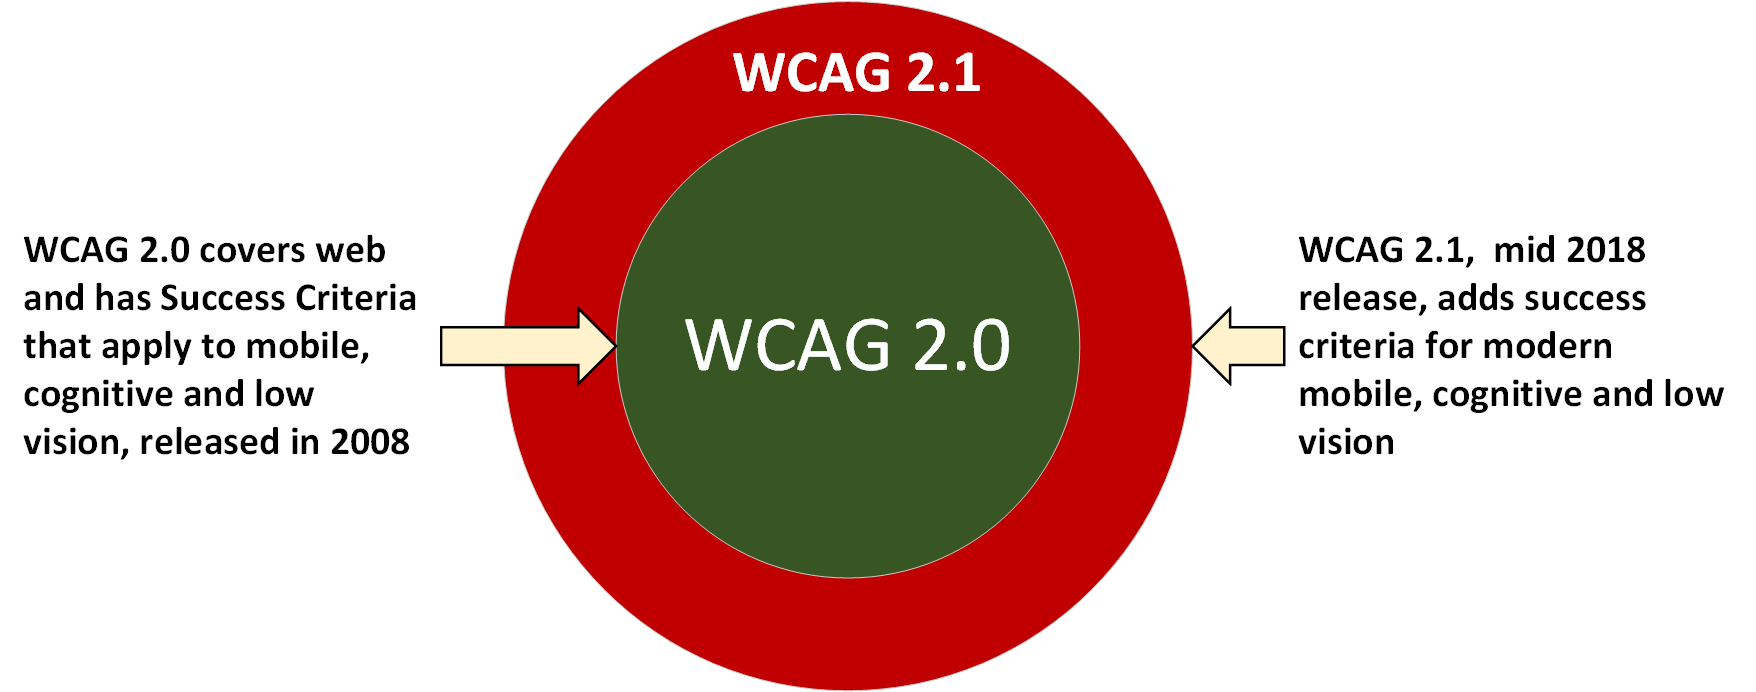 WCAG 2.1
WCAG 2.0
WCAG 2.0 covers web
and has Success Criteria
that apply to mobile,
cognitive and low
vision, released in 2008
WCAG 2.1,  mid 2018
release, adds success
criteria for modern
mobile, cognitive and low
vision